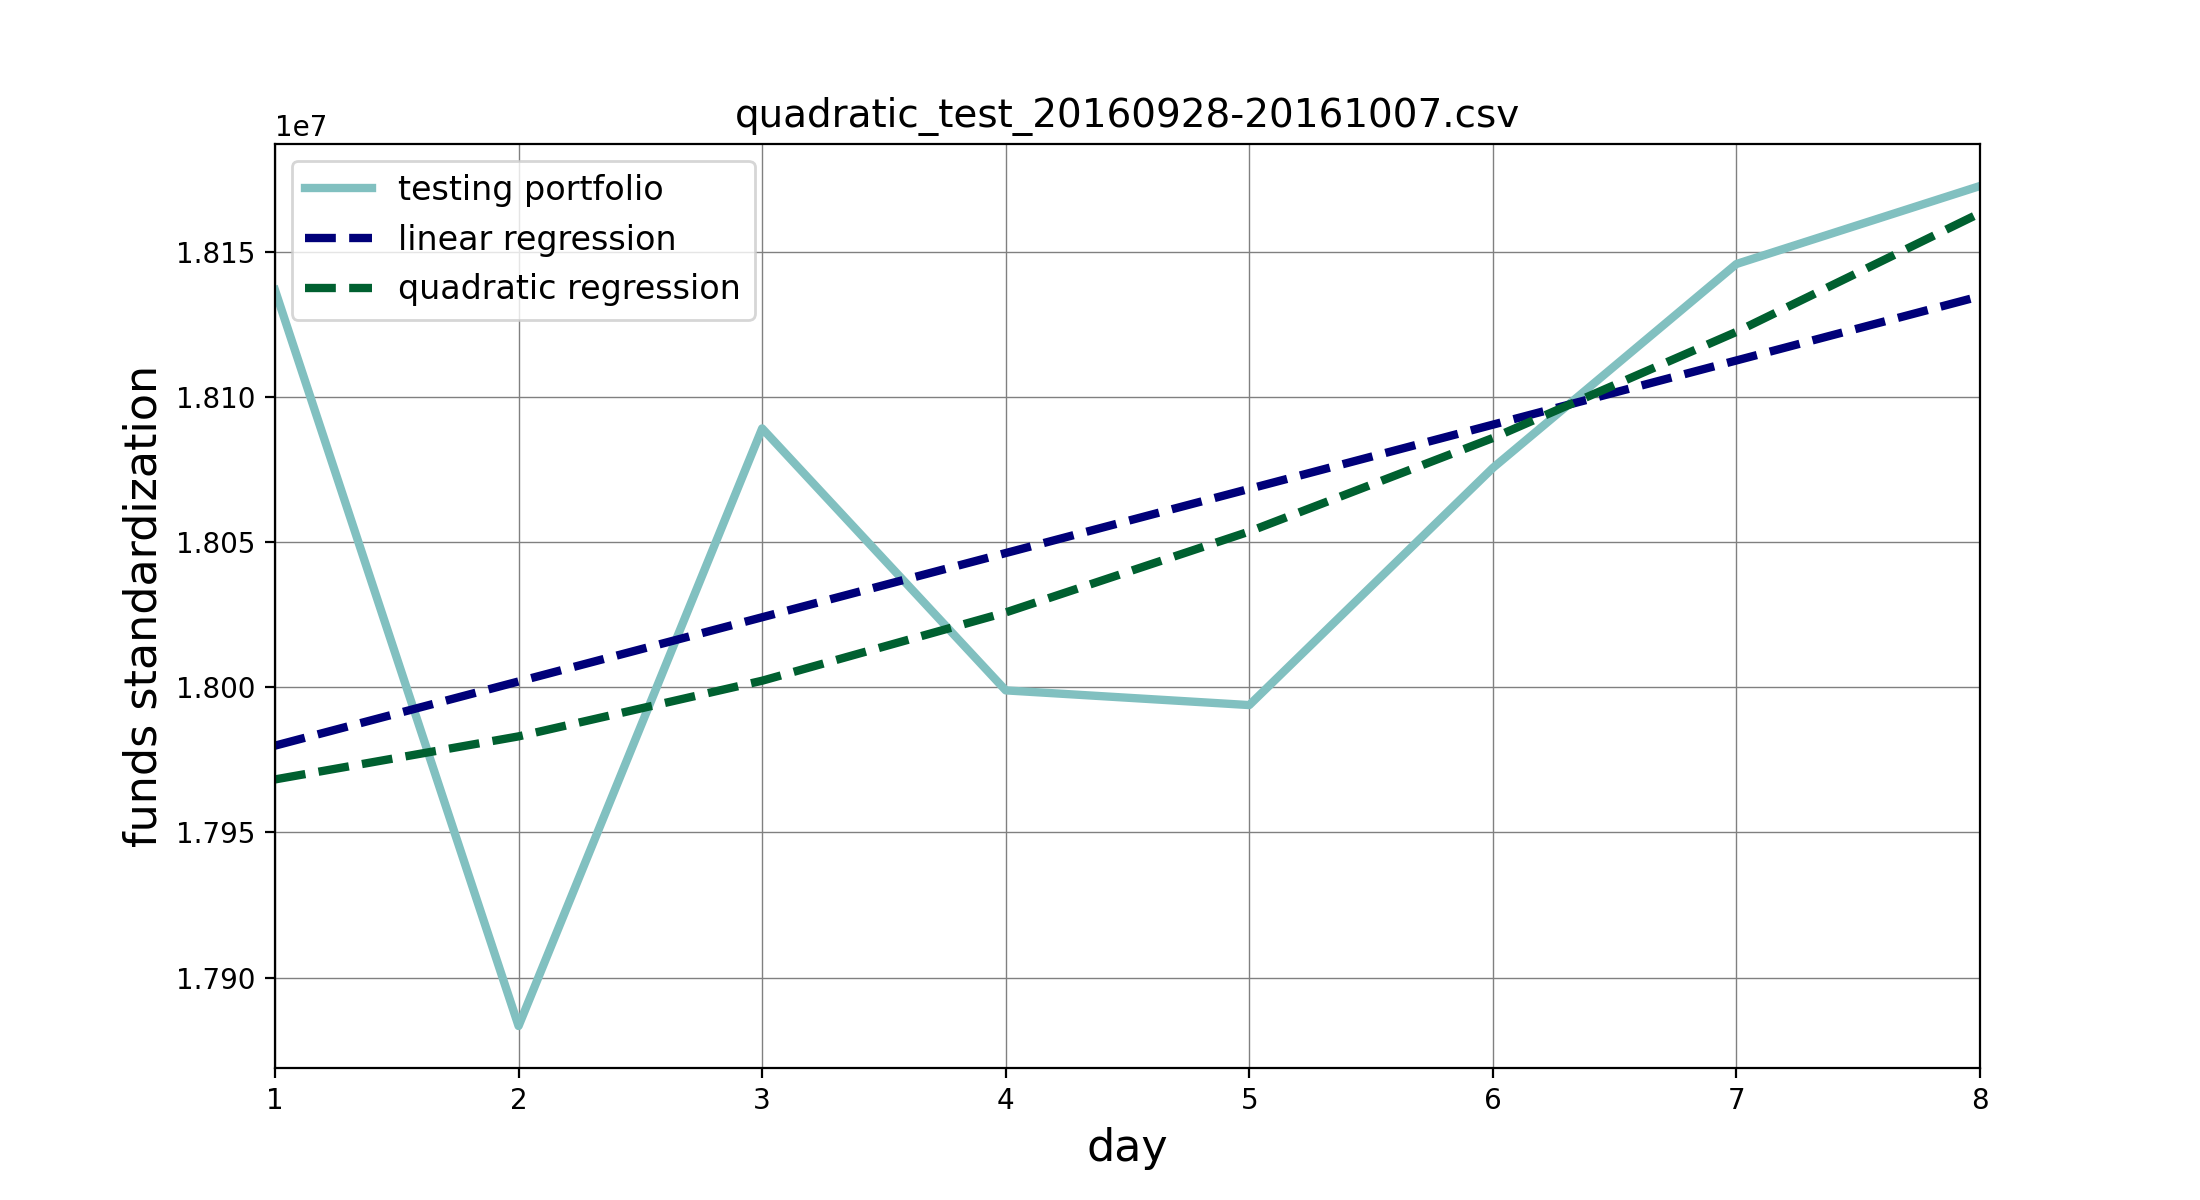 quadratic_test_20160928-20161007.csv
1e7
testing portfolio
linear regression
quadratic regression
1.815
1.810
1.805
1.800
1.795
1.790
funds standardization
1 2 3 4 5 6 7 8
day